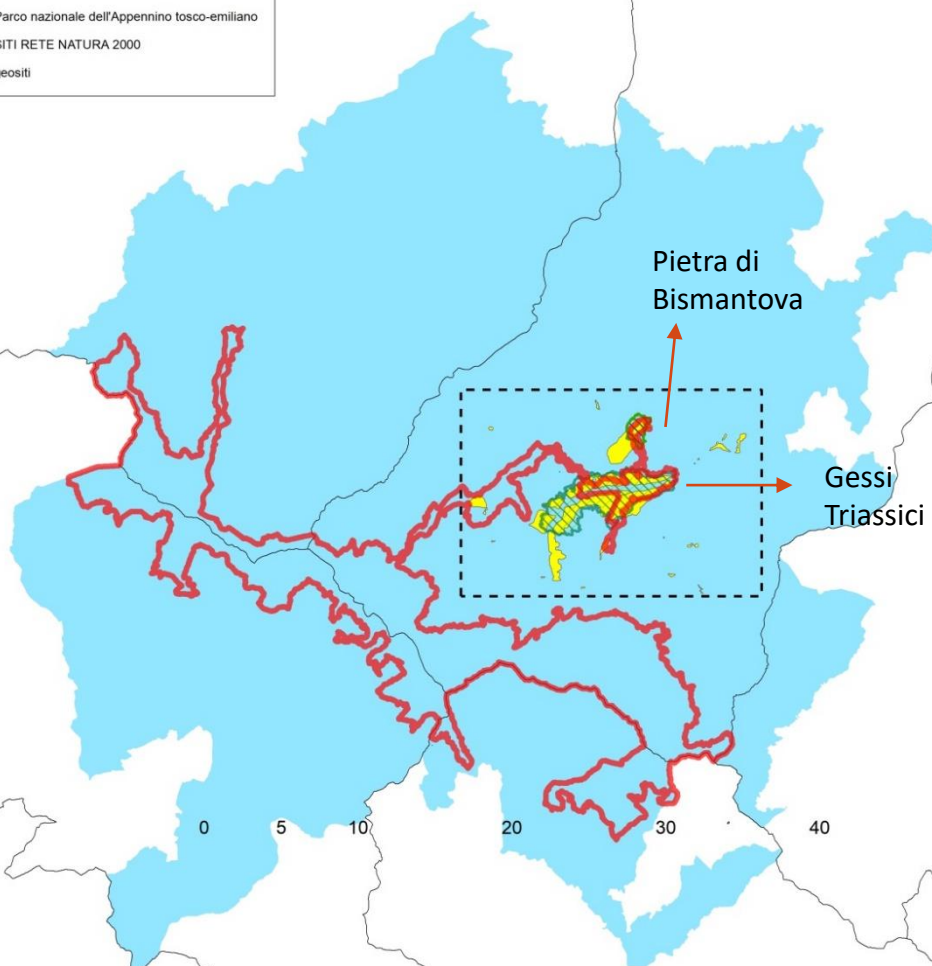 Parco nazionale dell'Appennino tosco-emiliano
SITI RETE NATURA 2000
geositi
Pietra di
Bismantova
Gessi
Triassici
0 5 10 20 30 40